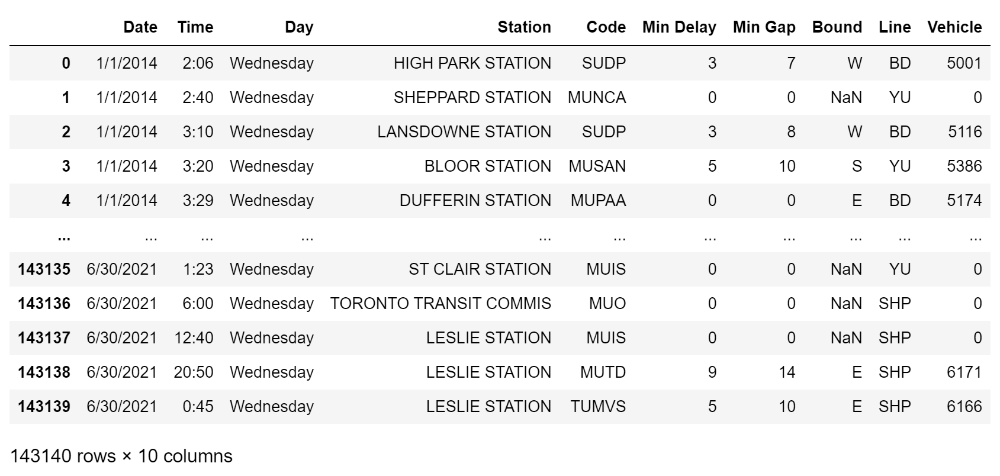 Date Time Day Station Code Min Delay Min Gap Bound Line Vehicle
0 1/1/2014 2:06 Wednesday HIGH PARK STATION SUDP 3 7 W BD 5001
1 1/1/2014 2:40 Wednesday SHEPPARD STATION MUNCA 0 0 NaN YU 0
2 1/1/2014 3:10 Wednesday LANSDOWNE STATION SUDP 3 8 W BD 5116
3 1/1/2014 3:20 Wednesday BLOOR STATION MUSAN 5 10 S YU 5386
4 1/1/2014 3:29 Wednesday DUFFERIN STATION MUPAA 0 0 E BD 5174
... ... ... ... ... ... ... ... ... ... ...
143135 6/30/2021 1:23 Wednesday ST CLAIR STATION MUIS 0 0 NaN YU 0
143136 6/30/2021 6:00 Wednesday TORONTO TRANSIT COMMIS MUO 0 0 NaN SHP 0
143137 6/30/2021 12:40 Wednesday LESLIE STATION MUIS 0 0 NaN SHP 0
143138 6/30/2021 20:50 Wednesday LESLIE STATION MUTD 9 14 E SHP 6171
143139 6/30/2021 0:45 Wednesday LESLIE STATION TUMVS 5 10 E SHP 6166
143140 rows × 10 columns